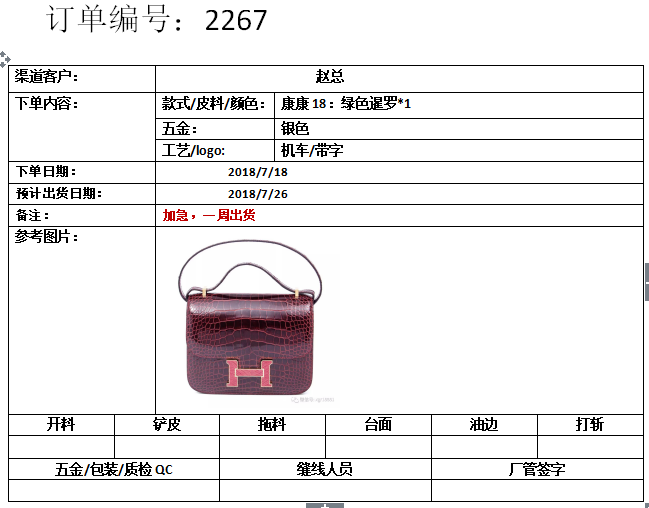 订单编号：2267
渠道客户： 赵总
下单内容： 款式/皮料/颜色： 康康 18：绿色暹罗*1
五金： 银色
工艺/logo: 机车/带字
下单日期： 2018/7/18
预计出货日期： 2018/7/26
备注： 加急，一周出货
参考图片：
开料 铲皮 拖料 台面 油边 打斩
五金/包装/质检 QC 缝线人员 厂管签字